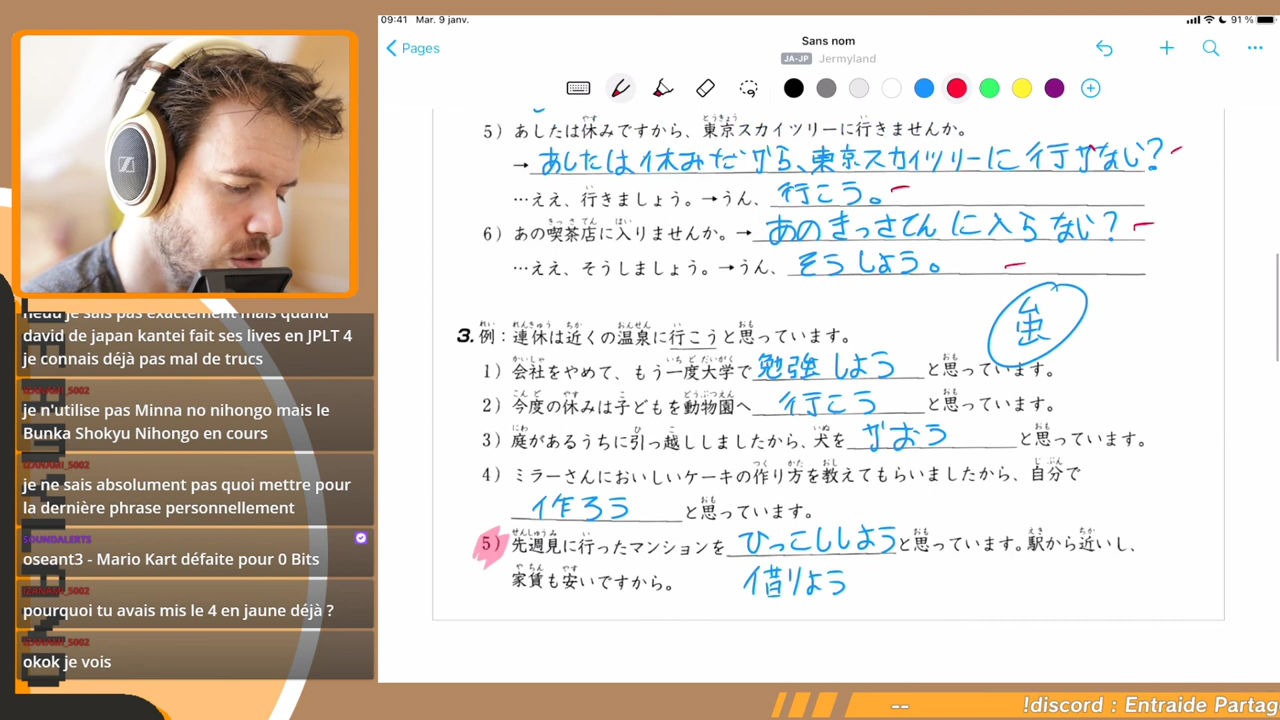 09:41 Mar. 9 janv.
91 %
Pages
Sans nom
JA-JP Jermyland
5）あしたは休みですから、東京スカイツリーに行きませんか。
→ あしたは休みだから、東京スカイツリーに行かない?
…ええ、行きましょう。→うん、行こう。
6）あの喫茶店に入りませんか。→ あのきっさてんに入らない?
…ええ、そうしましょう。→うん、そうしよう。
3. 例：連休は近くの温泉に行こうと思っています。
1）会社をやめて、もう一度大学で 勉強しよう と思っています。
2）今度の休みは子どもを動物園へ 行こう と思っています。
3）庭があるうちに引っ越ししましたから、犬を かおう と思っています。
4）ミラーさんにおいしいケーキの作り方を教えてもらいましたから、自分で
作ろう と思っています。
5）先週見に行ったマンションを ひっこししよう と思っています。駅から近いし、
家賃も安いですから。 借りよう
david de japan kantei fait ses lives en JPLT 4
je connais déjà pas mal de trucs
IZANAMI_5002
je n'utilise pas Minna no nihongo mais le
Bunka Shokyu Nihongo en cours
IZANAMI_5002
je ne sais absolument pas quoi mettre pour
la dernière phrase personnellement
SOUNDALERTS
oseant3 - Mario Kart défaite pour 0 Bits
IZANAMI_5002
pourquoi tu avais mis le 4 en jaune déjà ?
IZANAMI_5002
okok je vois
-- !discord : Entraide Partag